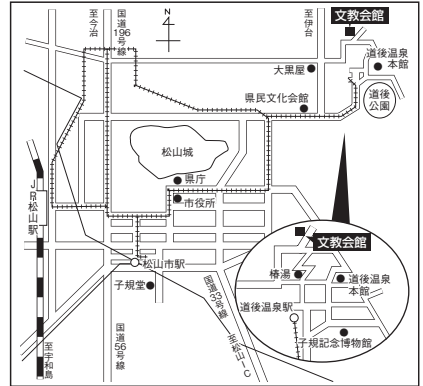 至今治
国道196号線
N
至伊台
文教会館
道後温泉
本館
大黒屋
県民文化会館
道後
公園
松山城
県庁
市役所
JR松山駅
松山市駅
子規堂
国道33号線
至松山IC
国道56号線
至宇和島
文教会館
椿湯
道後温泉
本館
道後温泉駅
子規記念博物館